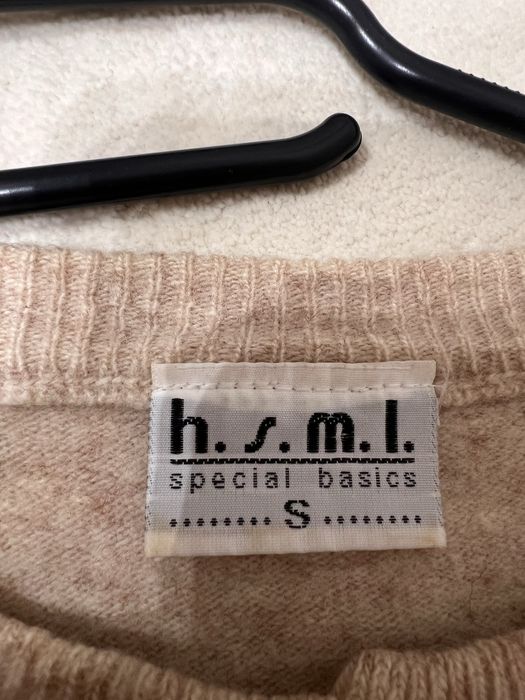 h.s.m.l.
special basics
........ S ........